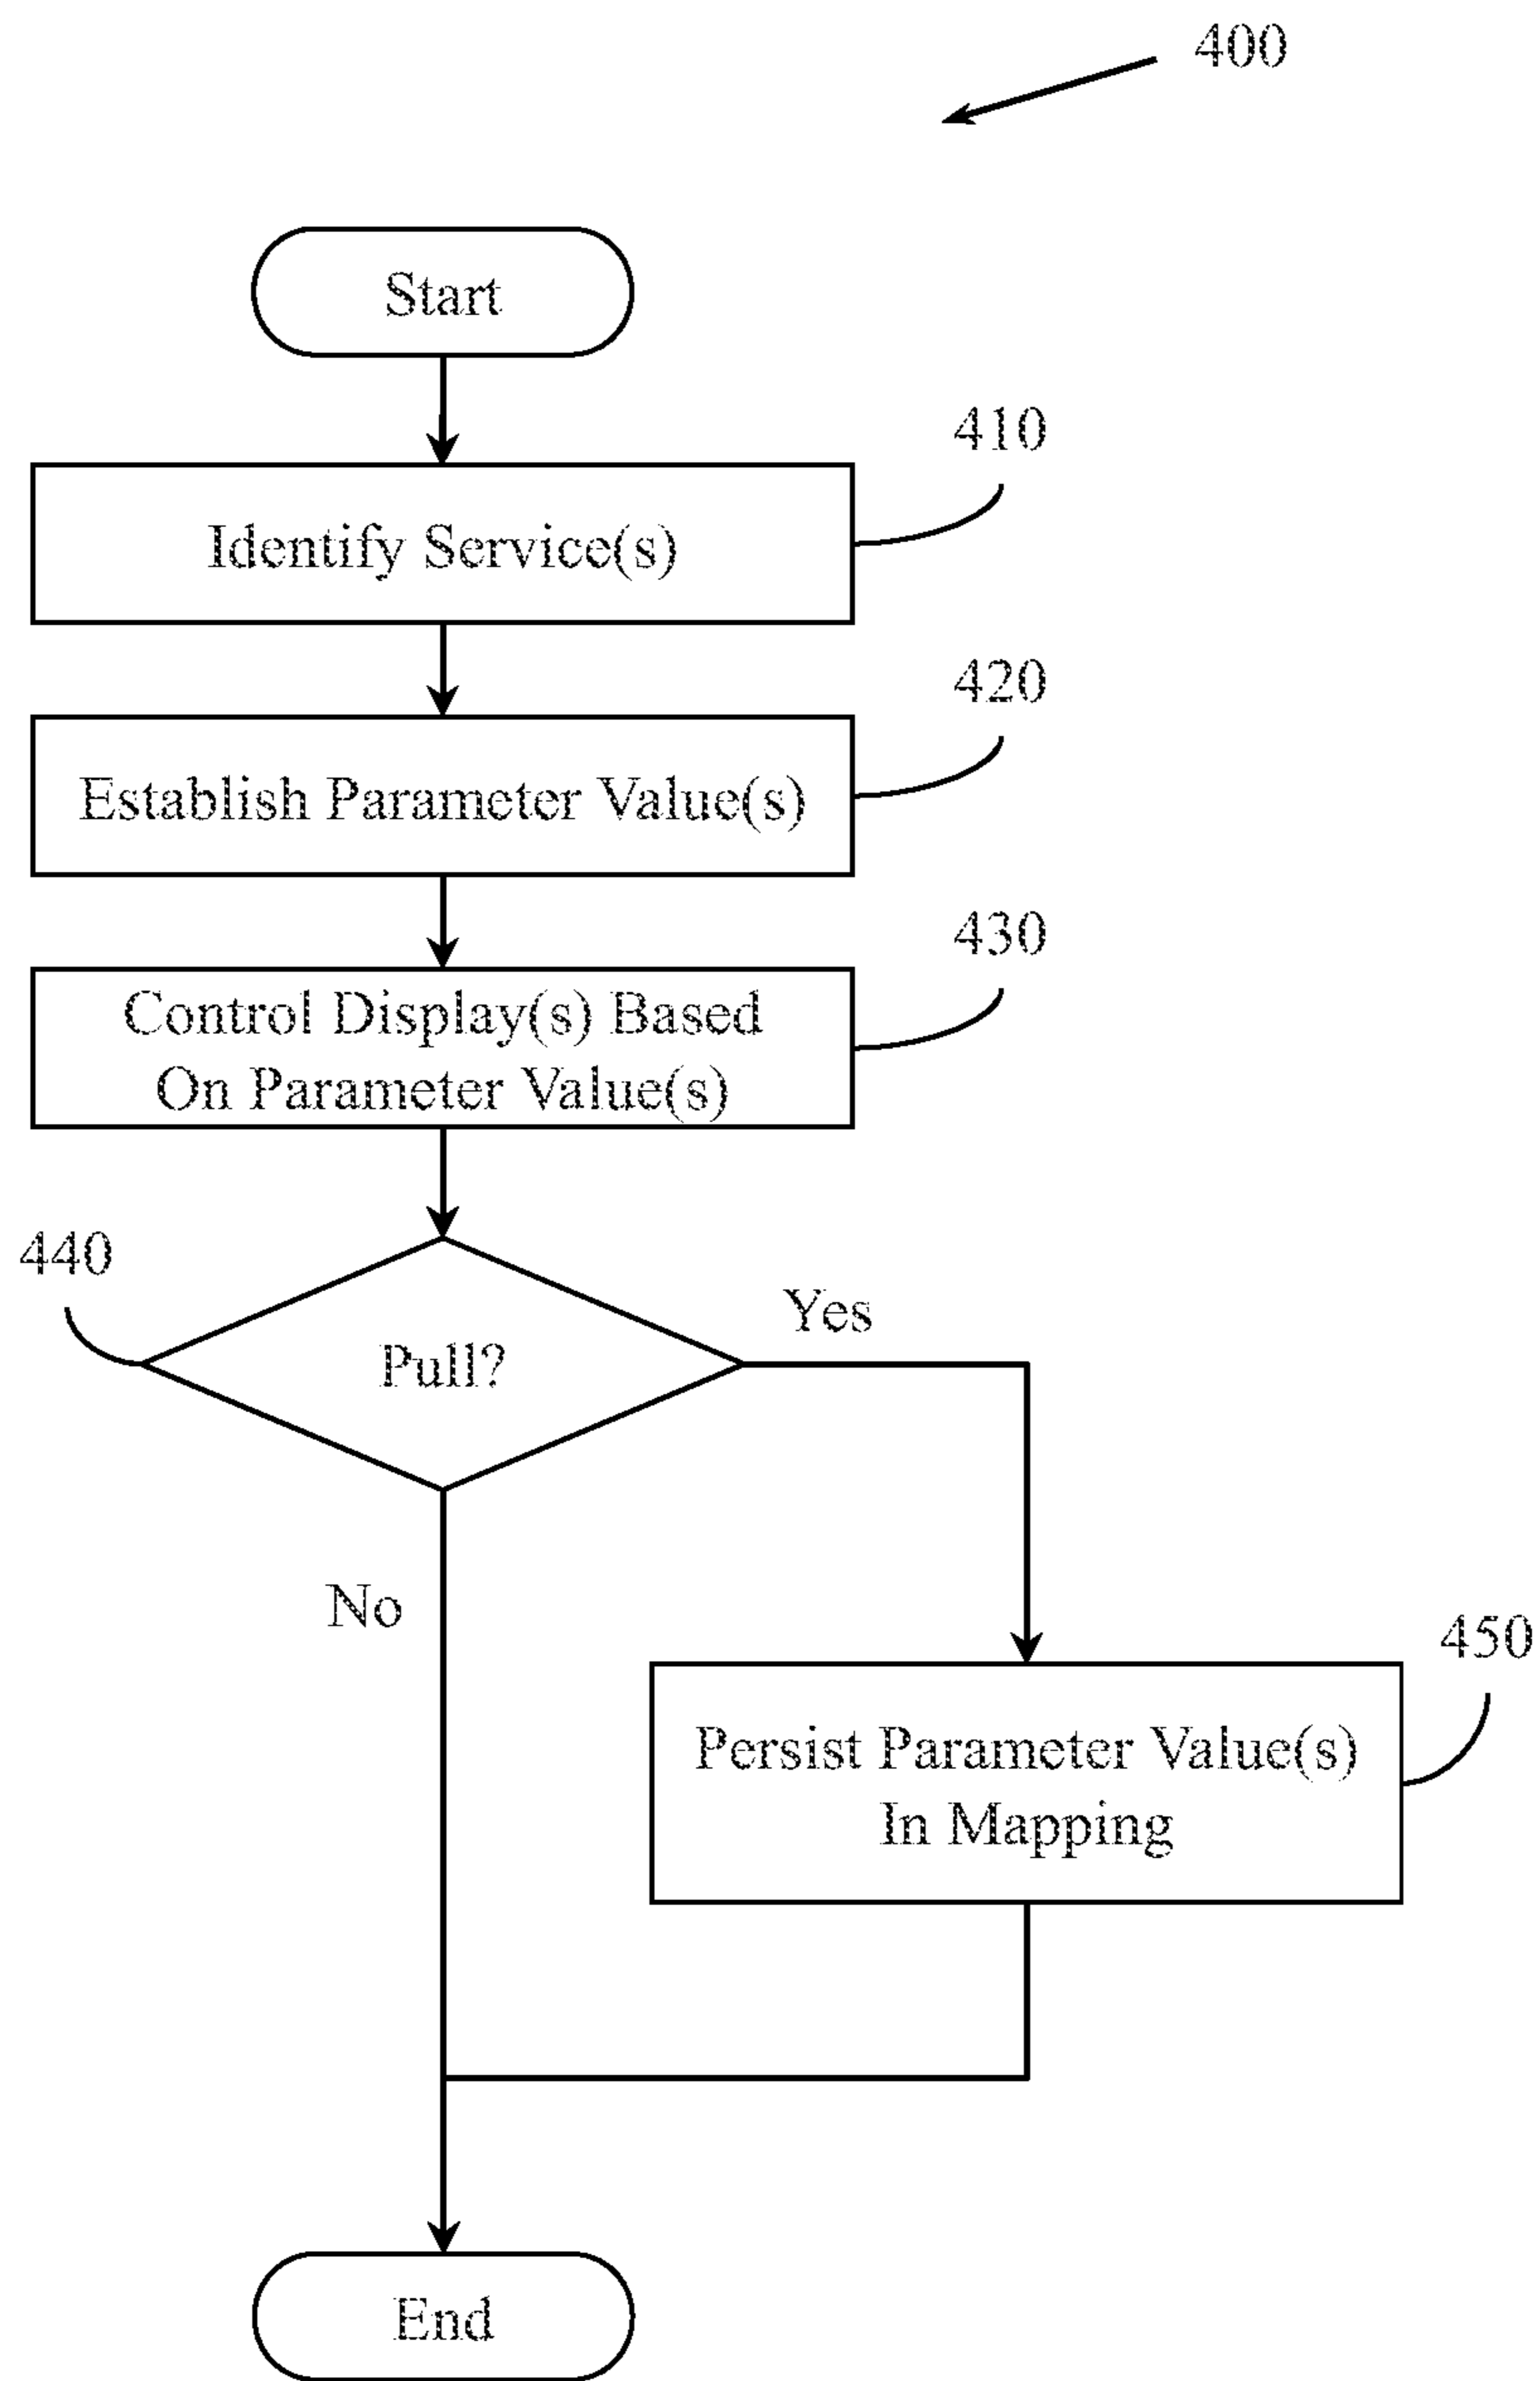 400
Start
410
Identify Service(s)
420
Establish Parameter Value(s)
430
Control Display(s) Based
On Parameter Value(s)
440
Pull?
Yes
No
450
Persist Parameter Value(s)
In Mapping
End